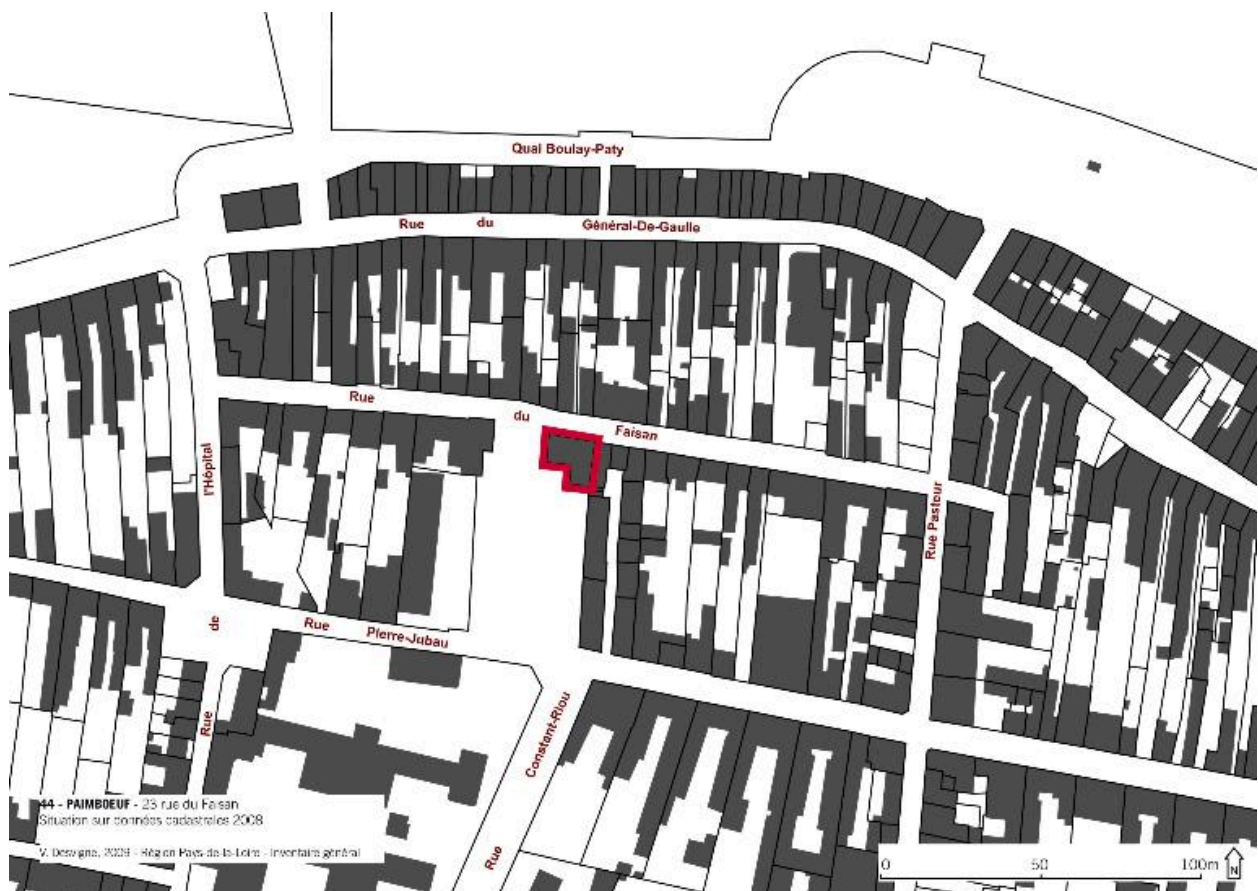 Quai Boulay-Paty
Rue du Général-De-Gaulle
Rue du Faisan
Rue de l'Hôpital
Rue Pasteur
Rue Pierre-Jubau
Rue Constant-Riou
44 - PAIMBOEUF - 23 rue du Faisan
Situation sur données cadastrales 2008
V. Desvigne, 2009 - Région Pays-de-la-Loire - Inventaire général
0 50 100m
N